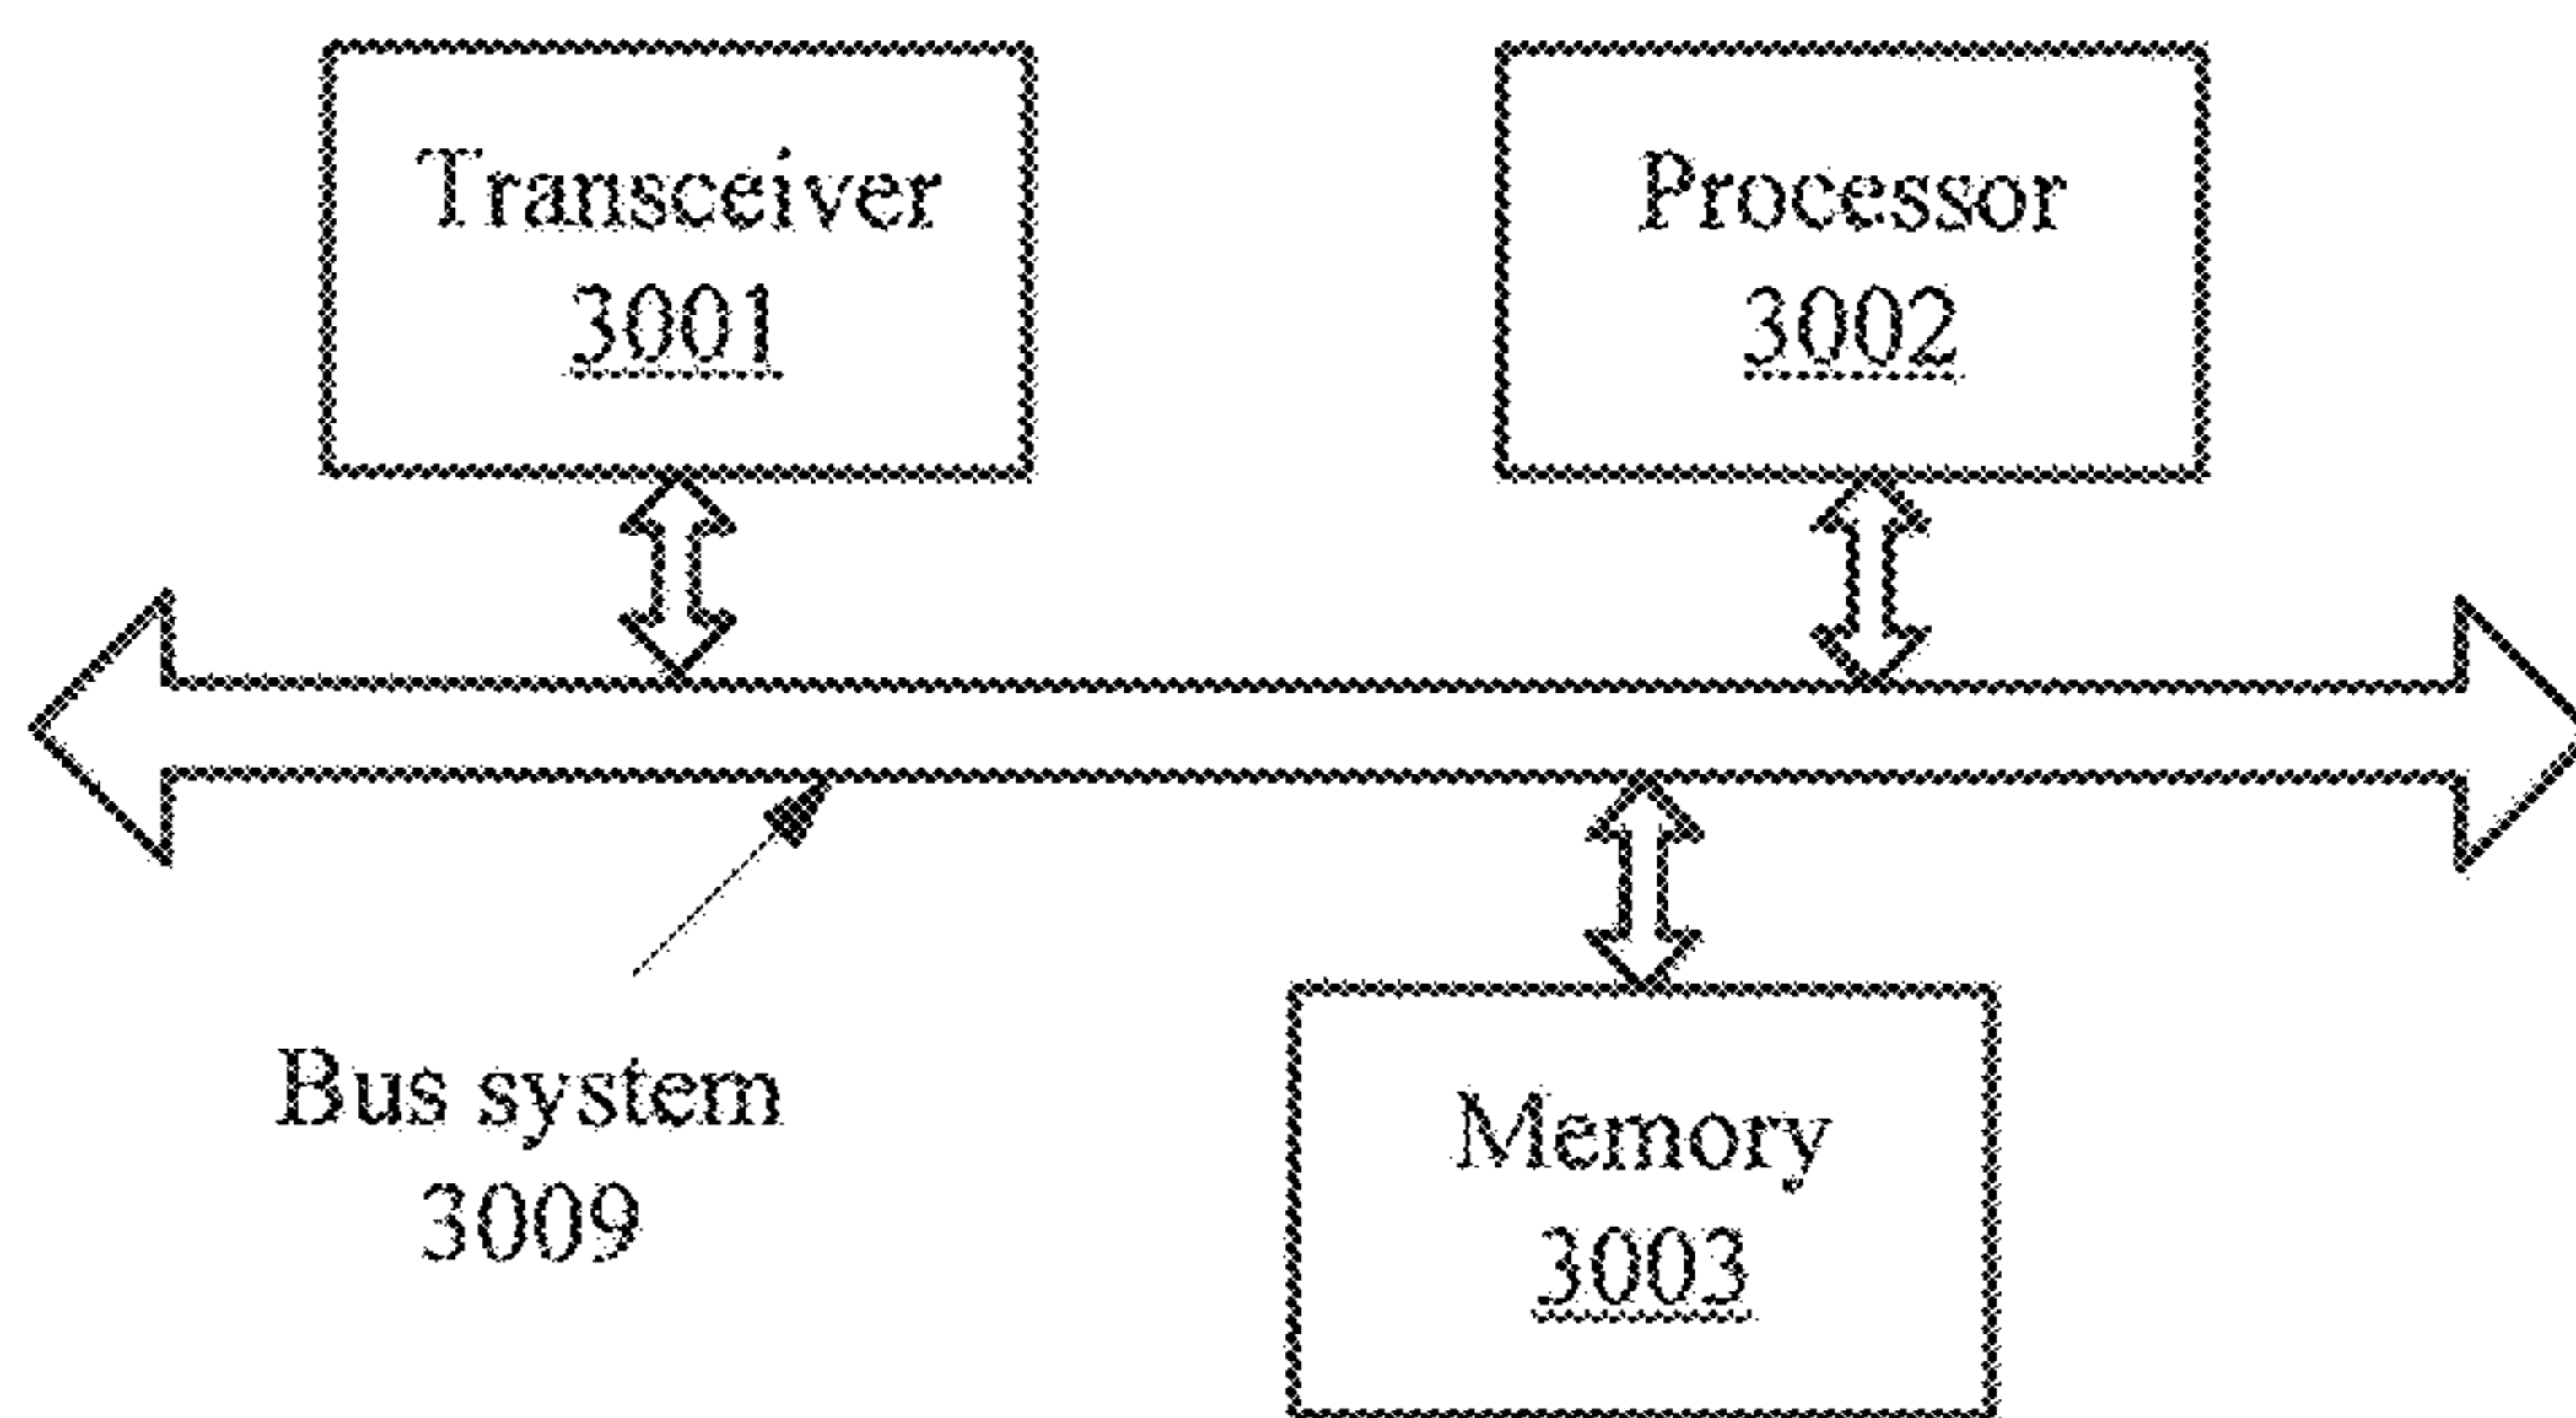 Transceiver
3001
Processor
3002
Bus system
3009
Memory
3003